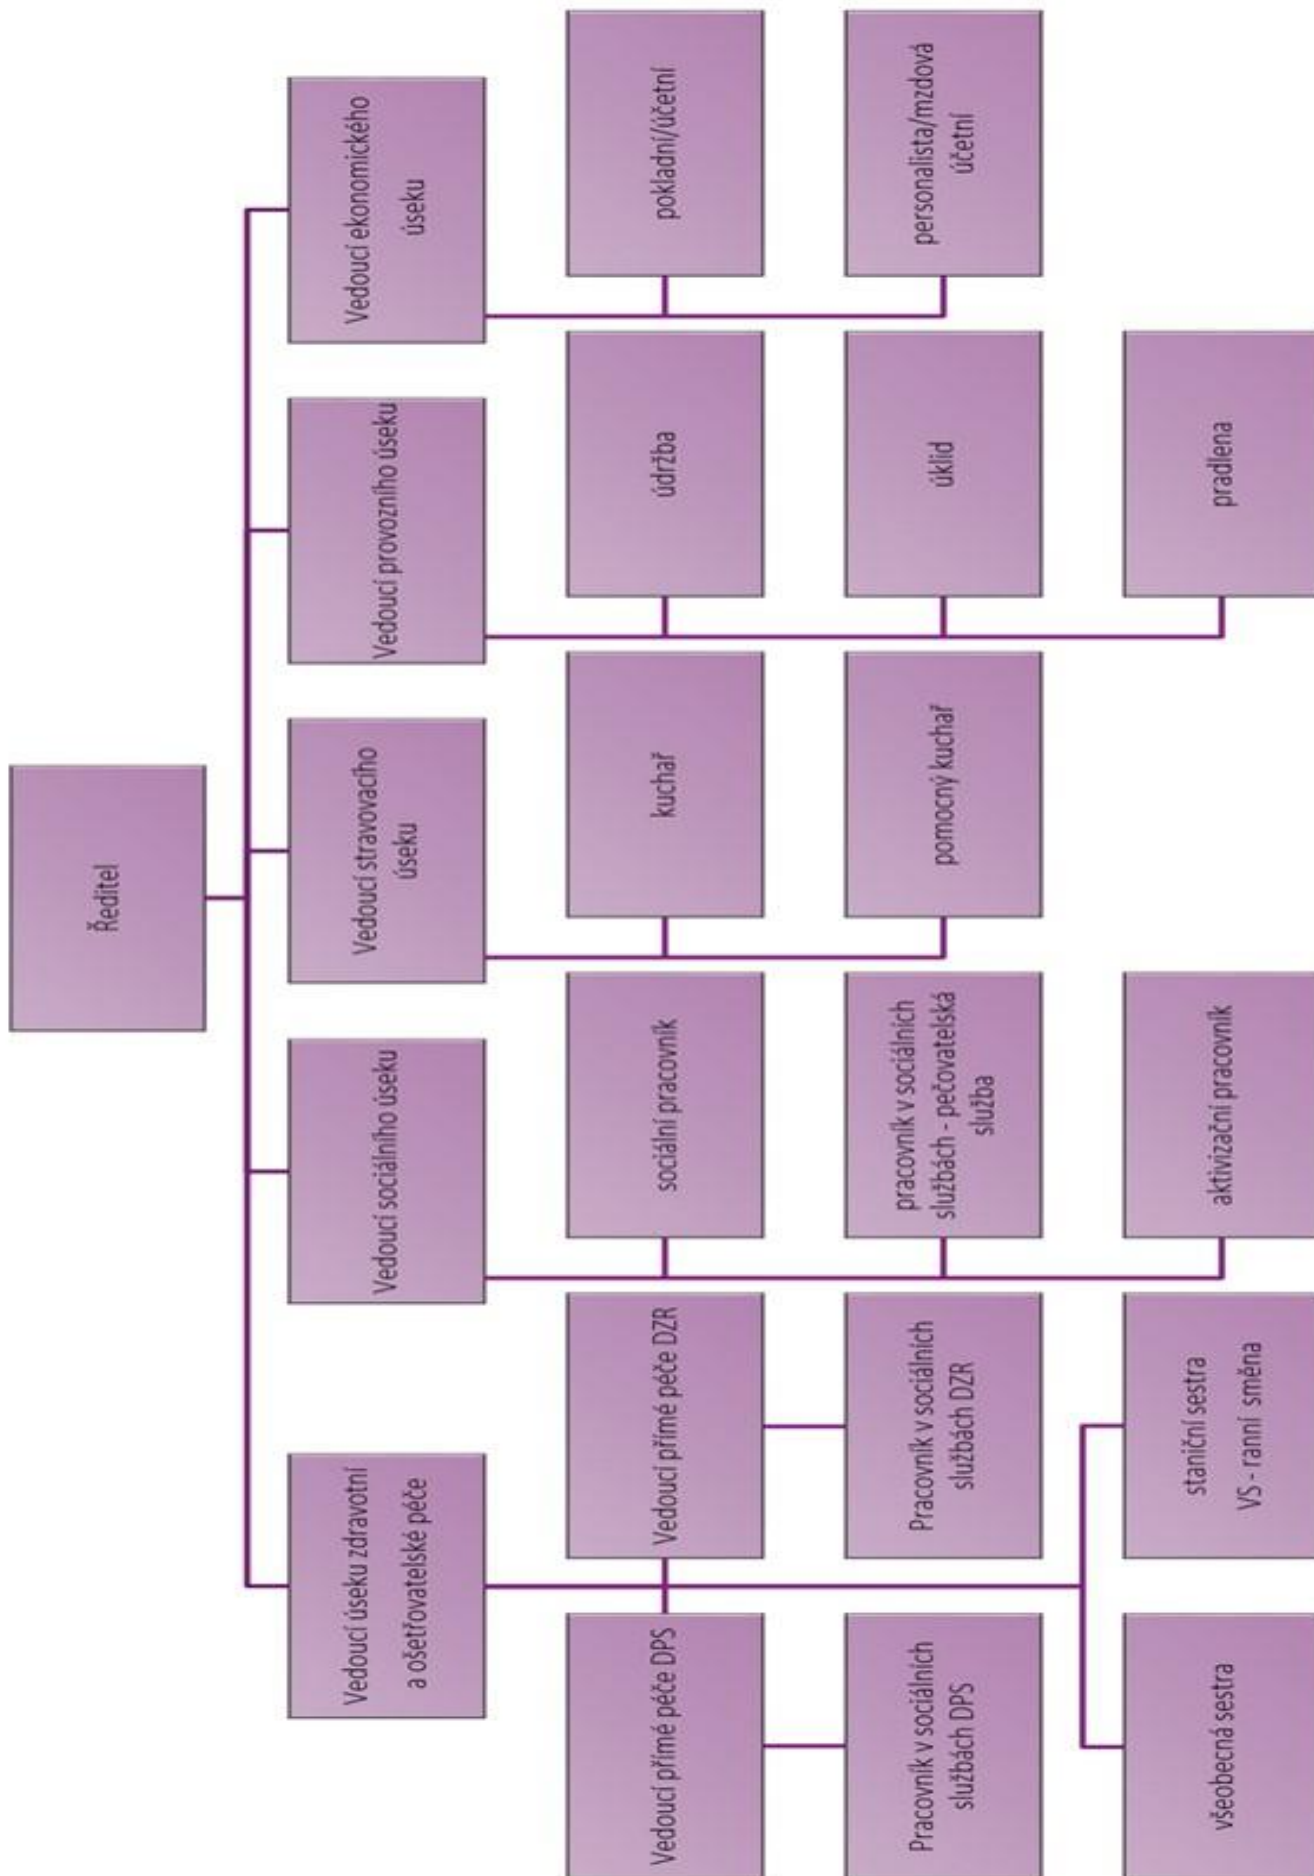 Ředitel
Vedoucí úseku zdravotní
a ošetřovatelské péče
Vedoucí sociálního úseku
Vedoucí stravovacího
úseku
Vedoucí provozního úseku
Vedoucí ekonomického
úseku
Vedoucí přímé péče DPS
Vedoucí přímé péče DZR
sociální pracovník
kuchař
údržba
pokladní/účetní
Pracovník v sociálních
službách DPS
Pracovník v sociálních
službách DZR
pracovník v sociálních
službách - pečovatelská
služba
pomocný kuchař
úklid
personalista/mzdová
účetní
všeobecná sestra
staniční sestra
VS - ranní směna
aktivizační pracovník
pradlena